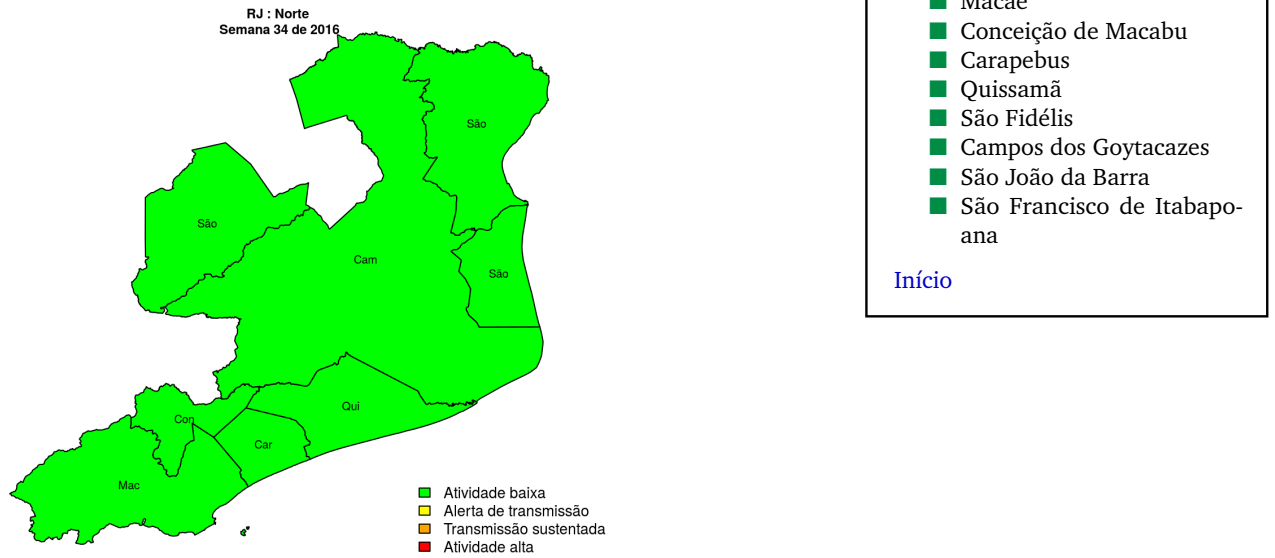 RJ : Norte
Semana 34 de 2016
São
São
Cam
São
Qui
Con
Car
Mac
Atividade baixa
Alerta de transmissão
Transmissão sustentada
Atividade alta
Macaé
Conceição de Macabu
Carapebus
Quissamã
São Fidélis
Campos dos Goytacazes
São João da Barra
São Francisco de Itabapo-
ana
Início